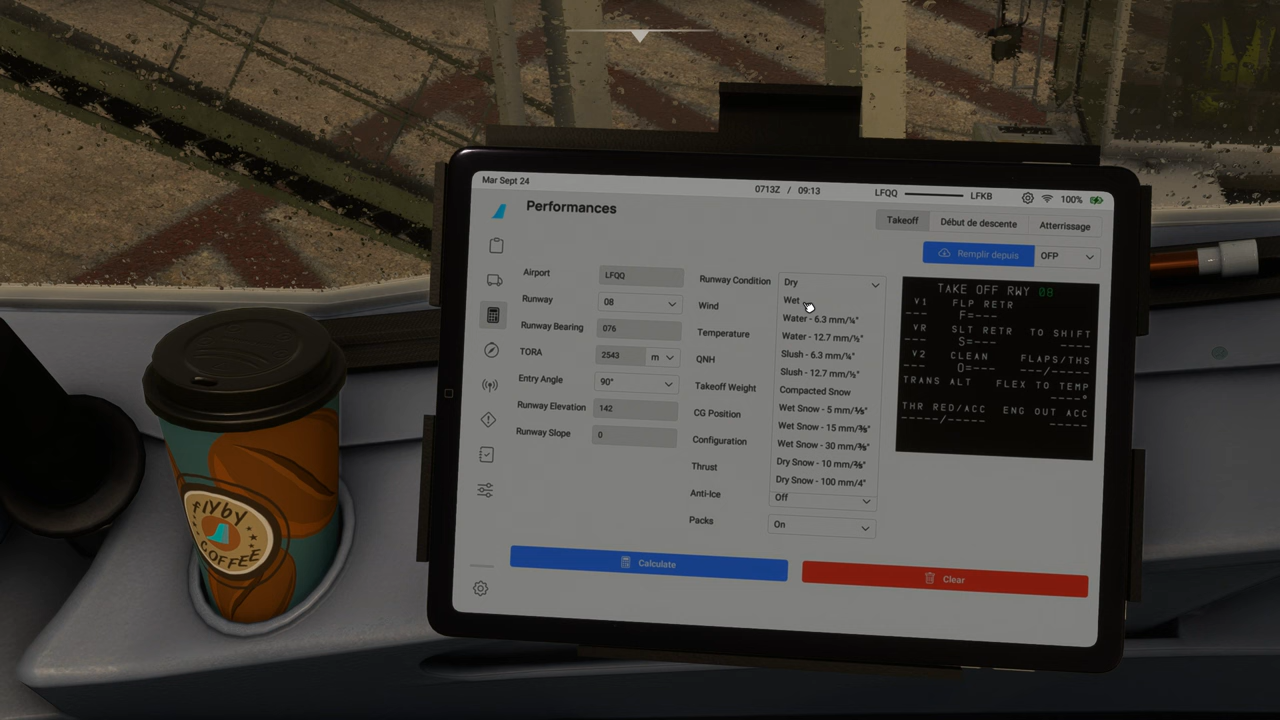 Mar Sept 24
0713Z / 09:13
LFQQ
LFKB
100%
Performances
Takeoff
Début de descente
Atterrissage
Remplir depuis
OFP
Airport
LFQQ
Runway
08
Runway Bearing
076
TORA
2543
m
Entry Angle
90°
Runway Elevation
142
Runway Slope
0
Runway Condition
Dry
Wind
Temperature
QNH
Takeoff Weight
CG Position
Configuration
Thrust
Anti-Ice
Off
Packs
On
Wet
Water - 6.3 mm/¼"
Water - 12.7 mm/½"
Slush - 6.3 mm/¼"
Slush - 12.7 mm/½"
Compacted Snow
Wet Snow - 5 mm/⅕"
Wet Snow - 15 mm/⅗"
Wet Snow - 30 mm/
Dry Snow - 10 mm/
Dry Snow - 100 mm/4"
TAKE OFF RWY 08
V1 FLP RETR
--- F=---
VR SLT RETR TO SHIFT
--- S=--- ----
V2 CLEAN FLAPS/THS
--- O=--- ---/-----
TRANS ALT FLEX TO TEMP
----°
THR RED/ACC ENG OUT ACC
-----/----- -----
Calculate
Clear
flyby
COFFEE